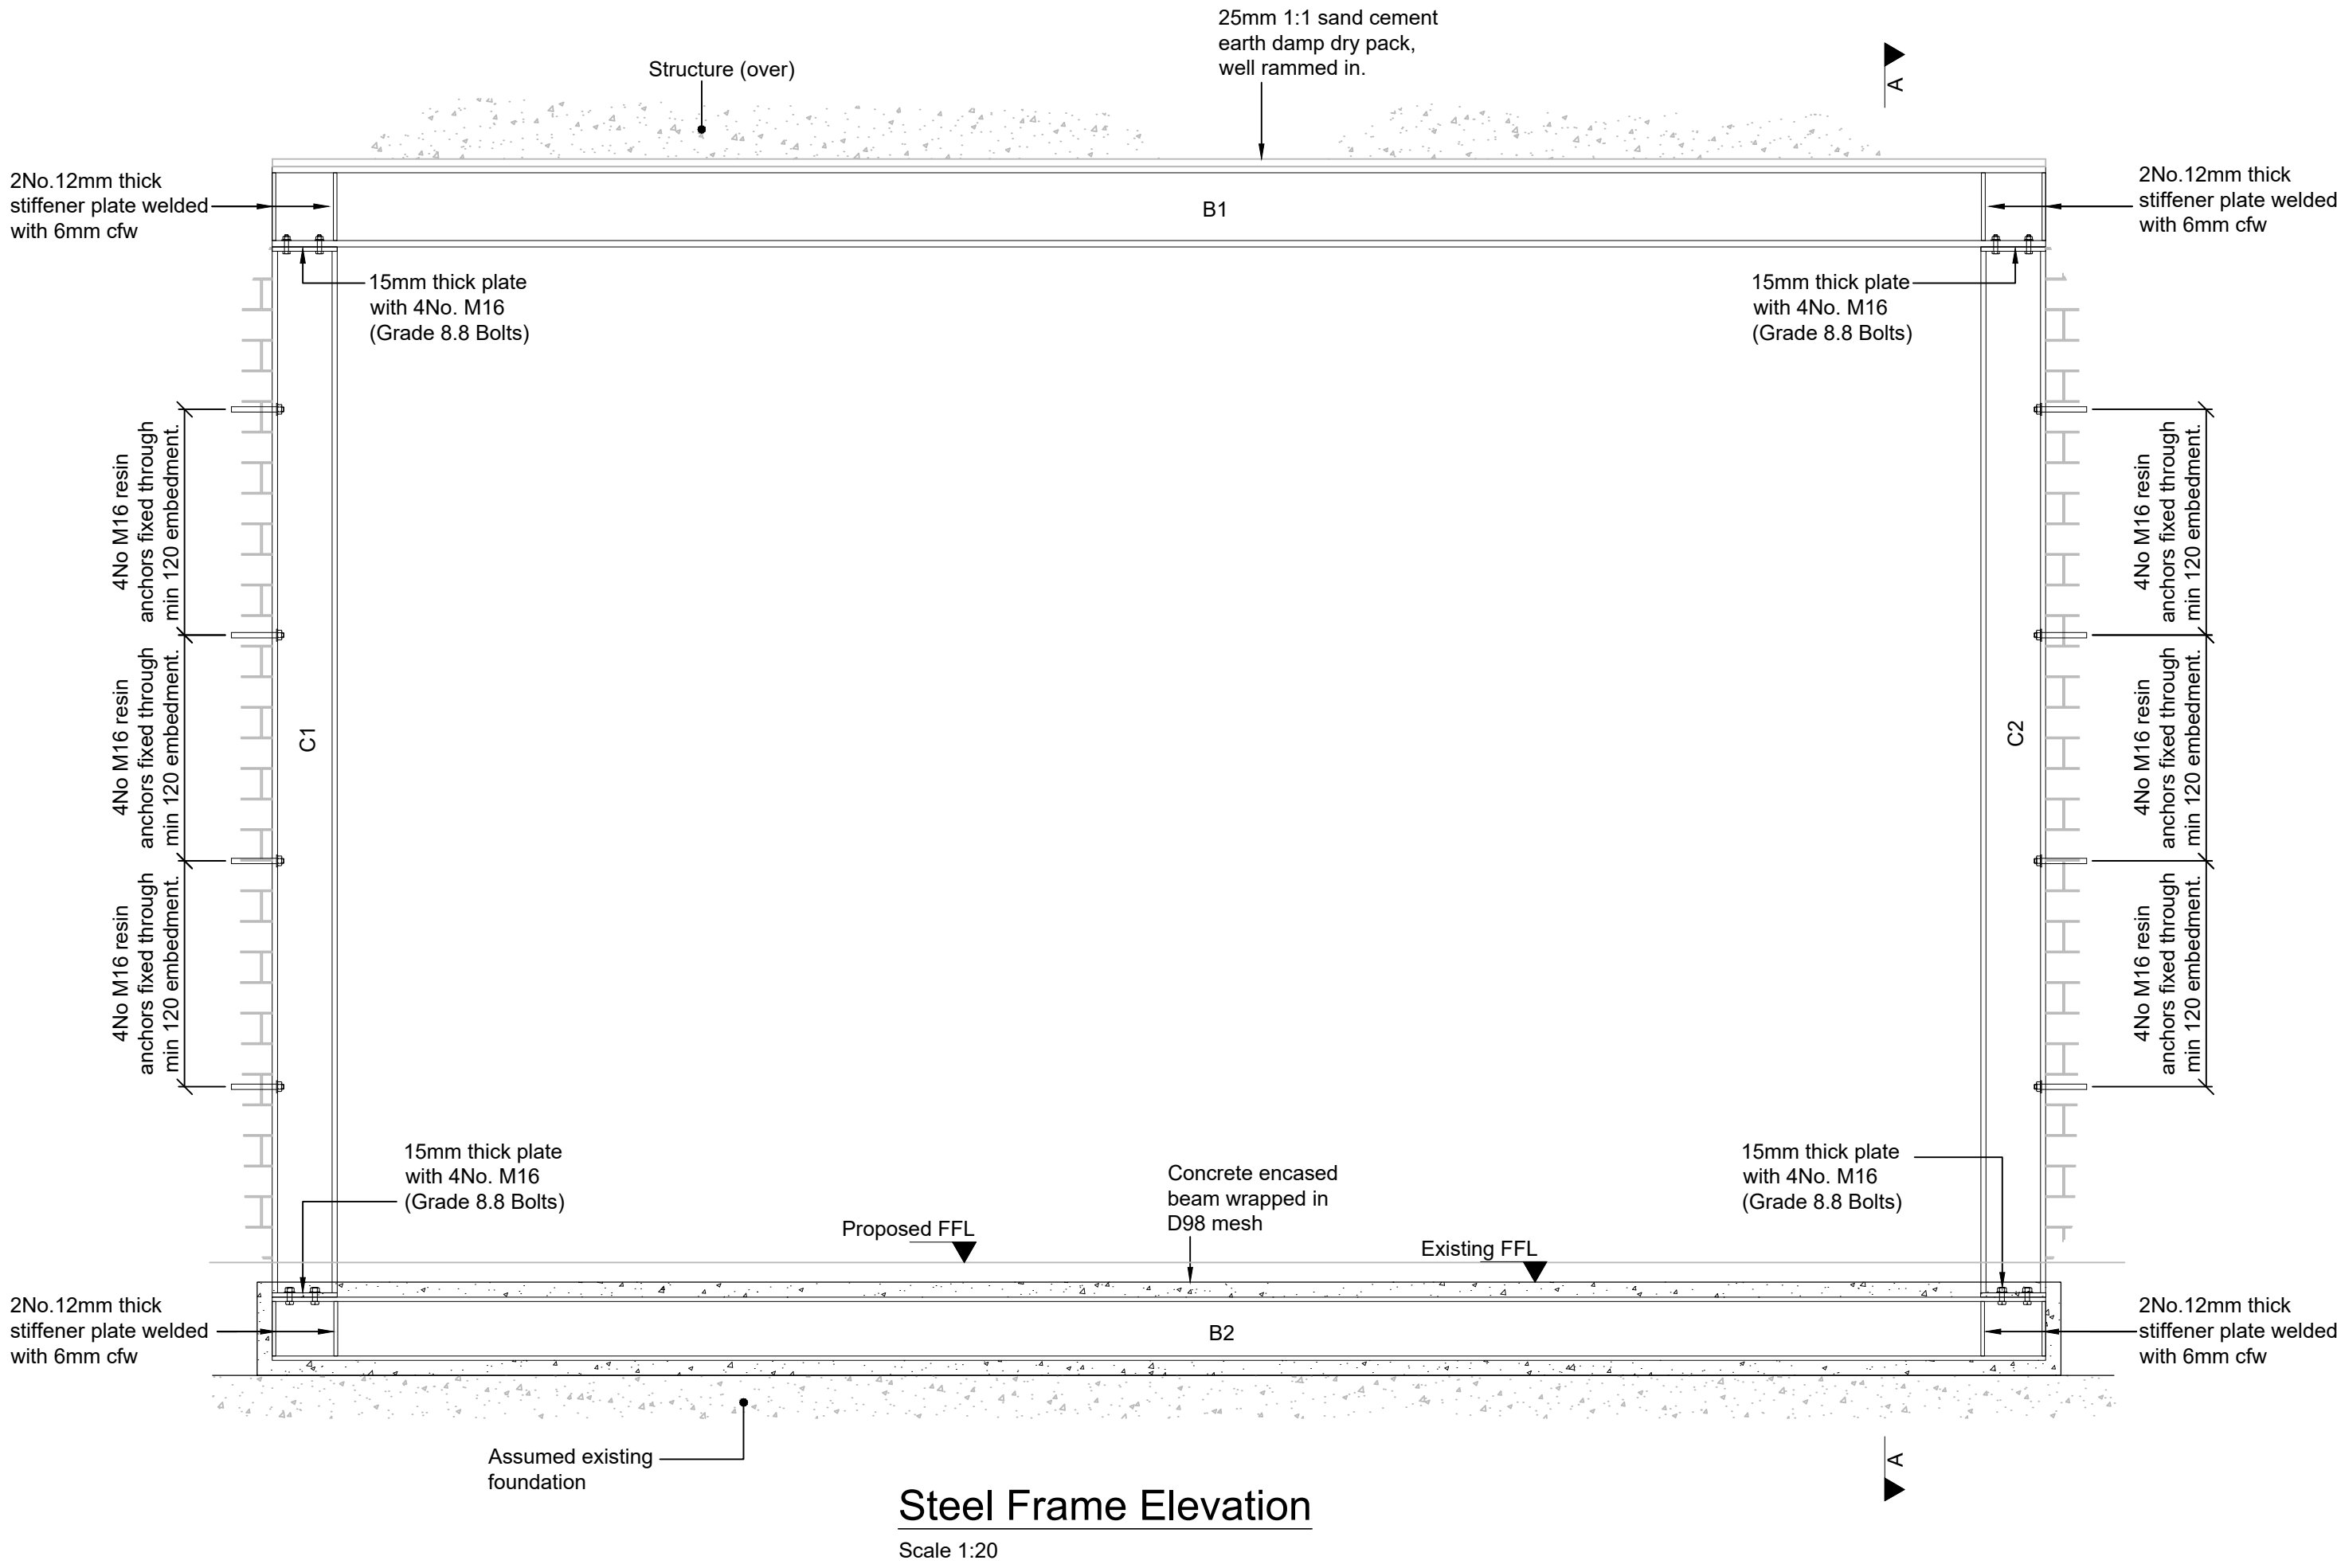 25mm 1:1 sand cement
earth damp dry pack,
well rammed in.
Structure (over)
A
2No.12mm thick
stiffener plate welded
with 6mm cfw
B1
2No.12mm thick
stiffener plate welded
with 6mm cfw
15mm thick plate
with 4No. M16
(Grade 8.8 Bolts)
15mm thick plate
with 4No. M16
(Grade 8.8 Bolts)
4No M16 resin
anchors fixed through
min 120 embedment.
4No M16 resin
anchors fixed through
min 120 embedment.
4No M16 resin
anchors fixed through
min 120 embedment.
C1
C2
4No M16 resin
anchors fixed through
min 120 embedment.
4No M16 resin
anchors fixed through
min 120 embedment.
4No M16 resin
anchors fixed through
min 120 embedment.
15mm thick plate
with 4No. M16
(Grade 8.8 Bolts)
Concrete encased
beam wrapped in
D98 mesh
15mm thick plate
with 4No. M16
(Grade 8.8 Bolts)
Proposed FFL
Existing FFL
2No.12mm thick
stiffener plate welded
with 6mm cfw
B2
2No.12mm thick
stiffener plate welded
with 6mm cfw
Assumed existing
foundation
A
Steel Frame Elevation
Scale 1:20